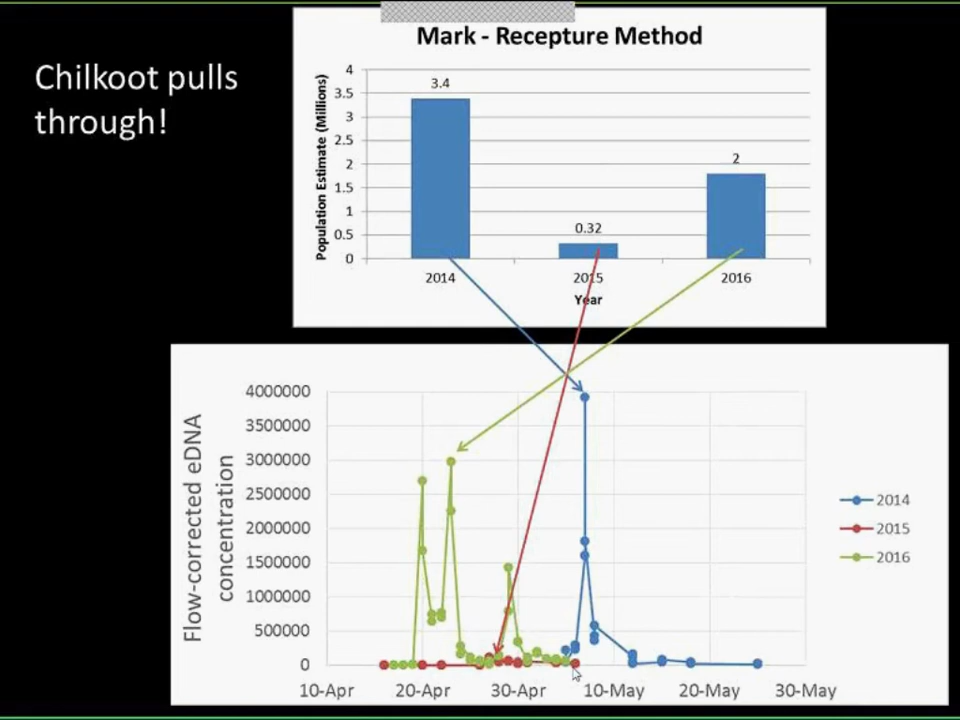 Chilkoot pulls
through!
Mark - Recepture Method
Population Estimate (Millions)
4
3.5
3
2.5
2
1.5
1
0.5
0
3.4
0.32
2
2014
2015
2016
Year
Flow-corrected eDNA
concentration
4000000
3500000
3000000
2500000
2000000
1500000
1000000
500000
0
10-Apr
20-Apr
30-Apr
10-May
20-May
30-May
2014
2015
2016